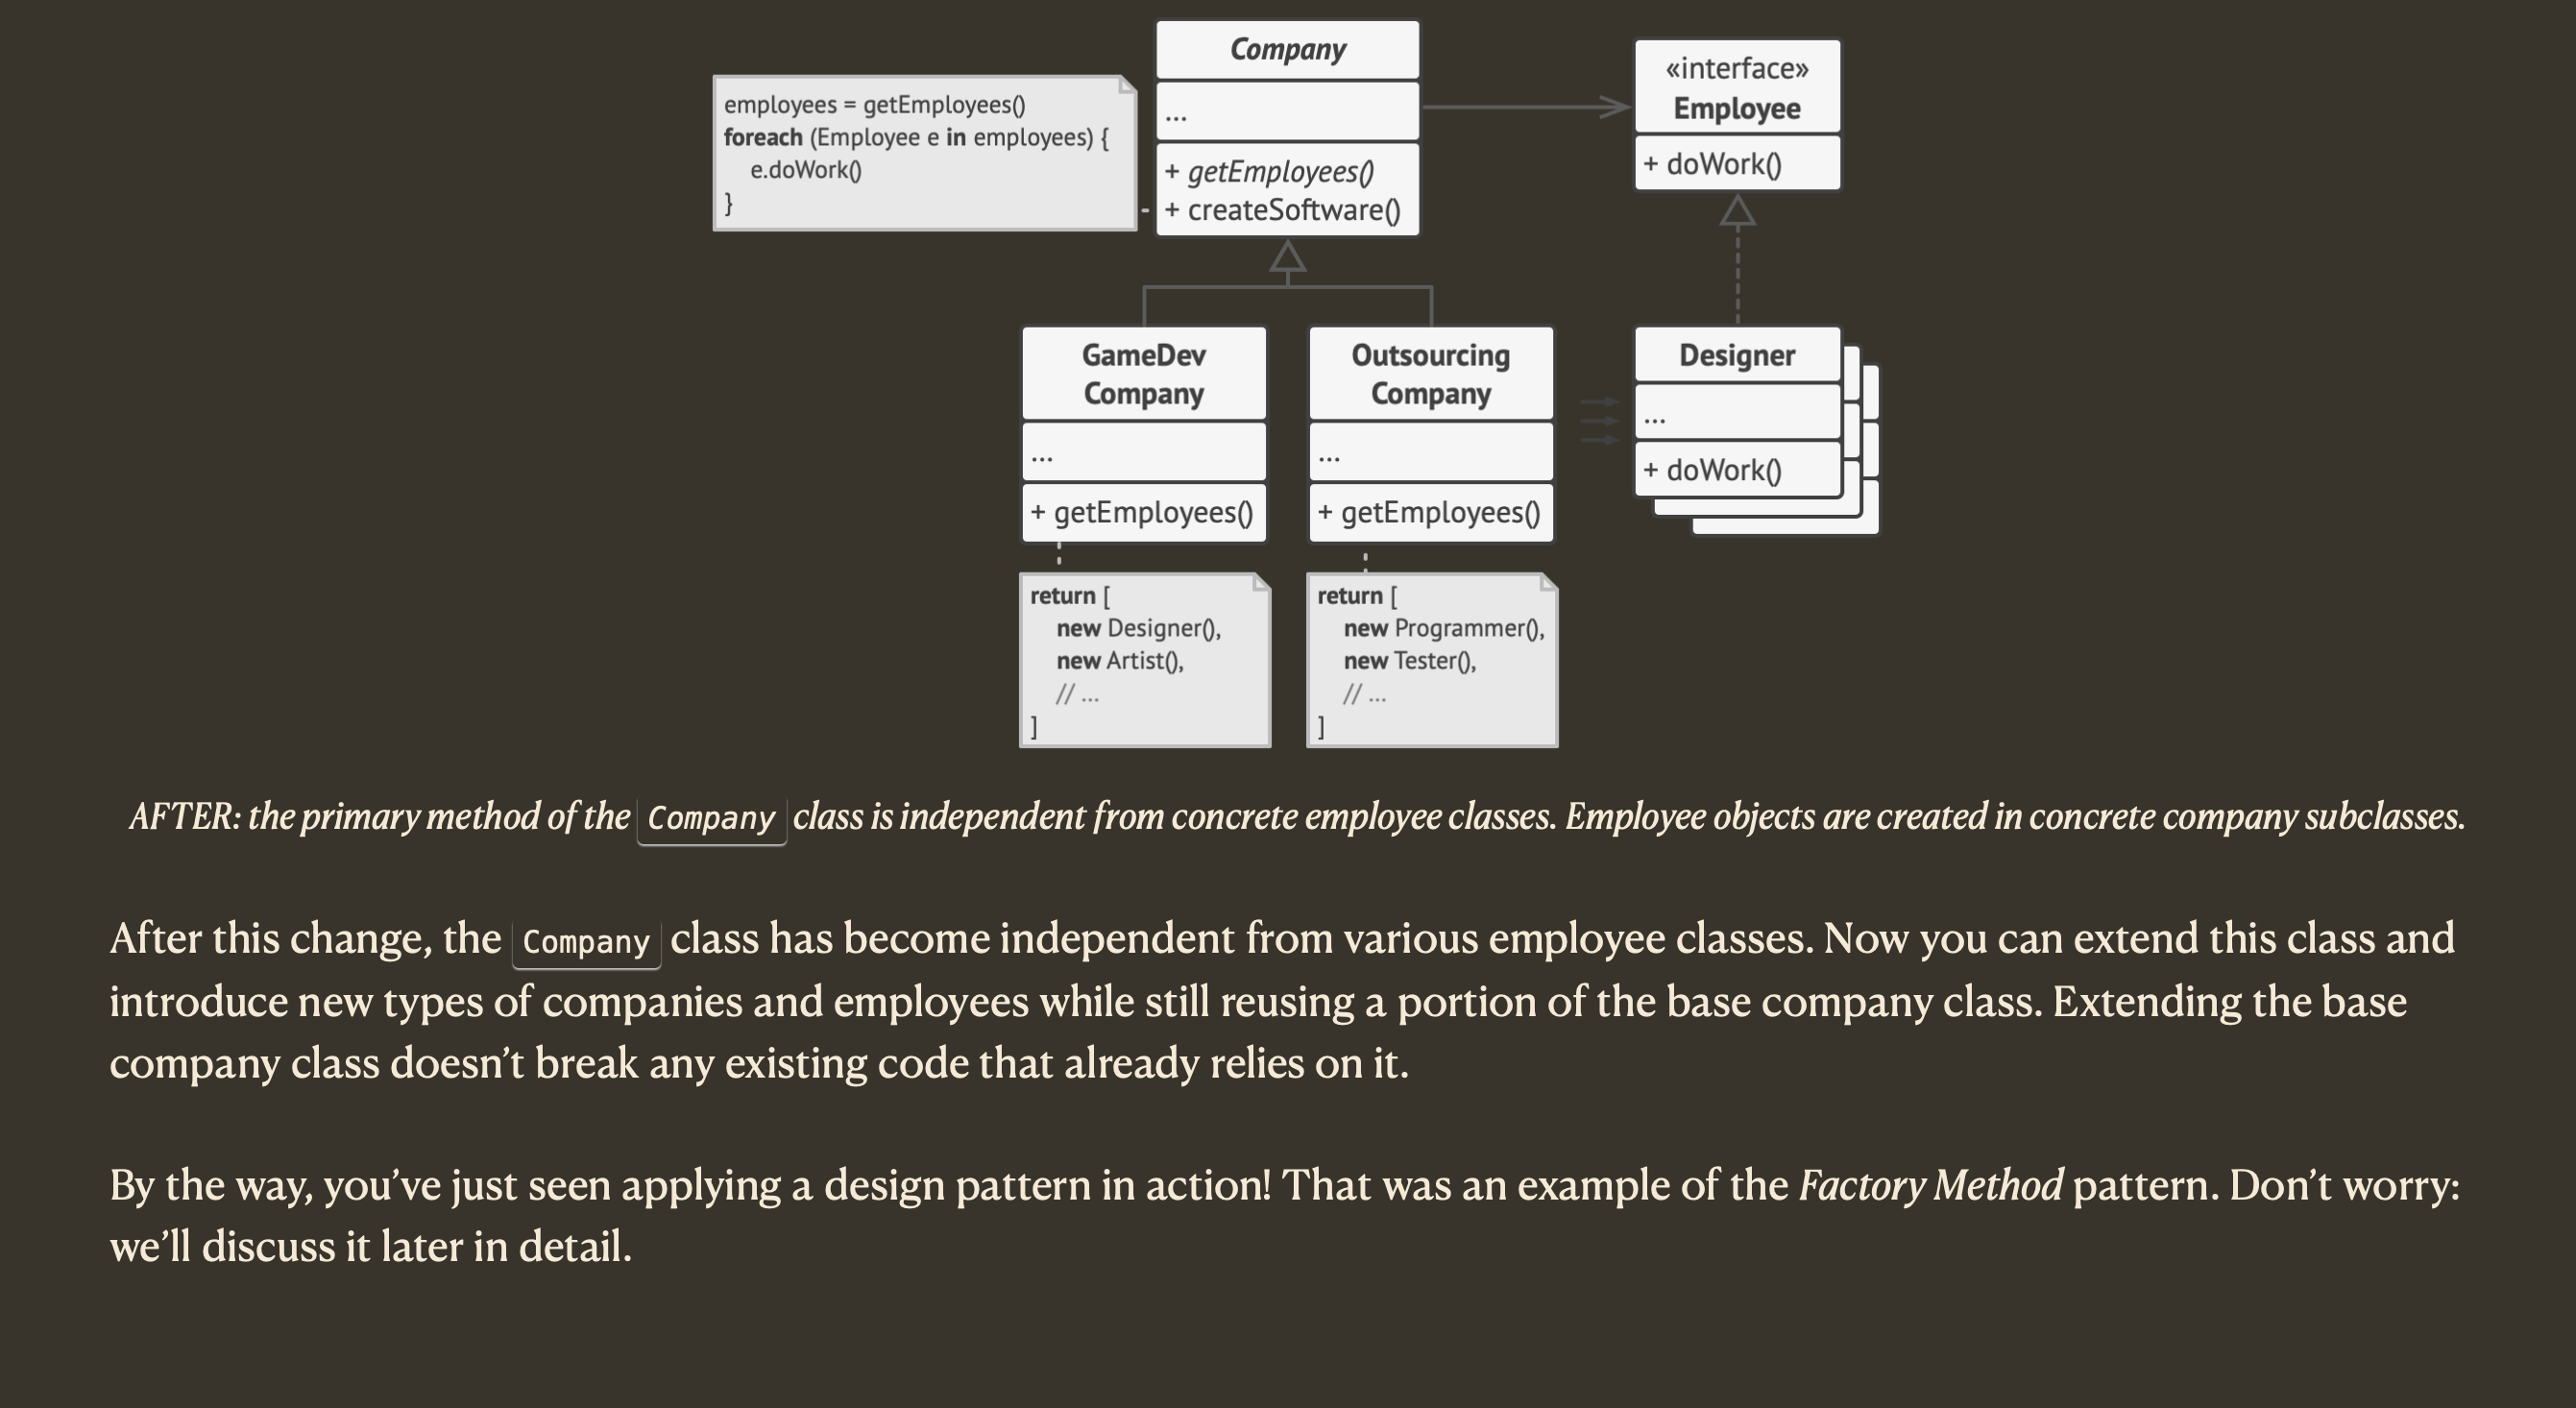 Company
...
+ getEmployees()
+ createSoftware()
employees = getEmployees()
foreach (Employee e in employees) {
e.doWork()
}
«interface»
Employee
+ doWork()
GameDev
Company
...
+ getEmployees()
Outsourcing
Company
...
+ getEmployees()
Designer
...
+ doWork()
return [
new Designer(),
new Artist(),
// ...
]
return [
new Programmer(),
new Tester(),
// ...
]
AFTER: the primary method of the Company class is independent from concrete employee classes. Employee objects are created in concrete company subclasses.
After this change, the Company class has become independent from various employee classes. Now you can extend this class and
introduce new types of companies and employees while still reusing a portion of the base company class. Extending the base
company class doesn’t break any existing code that already relies on it.
By the way, you’ve just seen applying a design pattern in action! That was an example of the Factory Method pattern. Don’t worry:
we’ll discuss it later in detail.